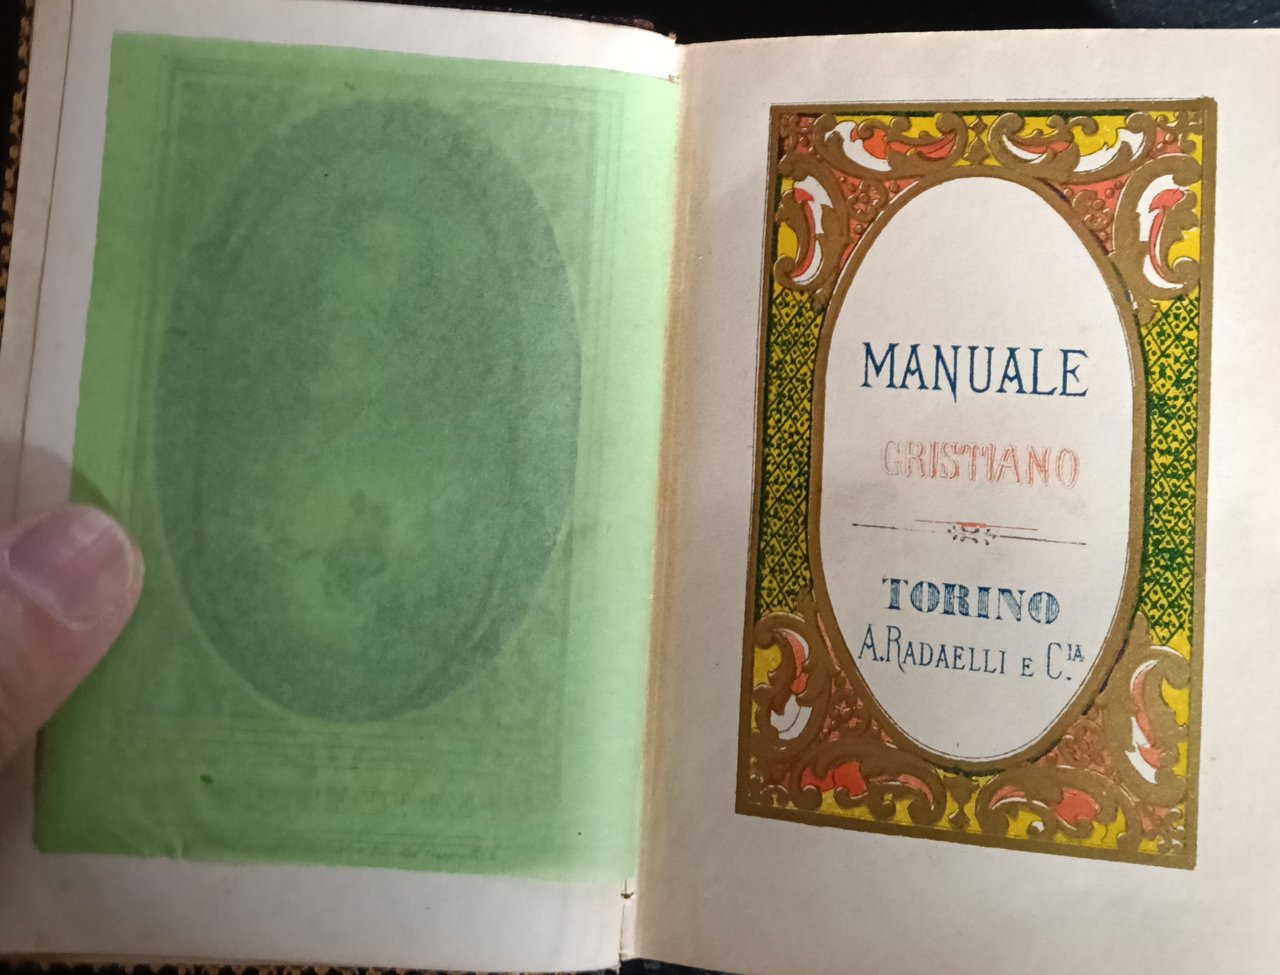 MANUALE
CRISTIANO
TORINO
A. RADAELLI E C.IA